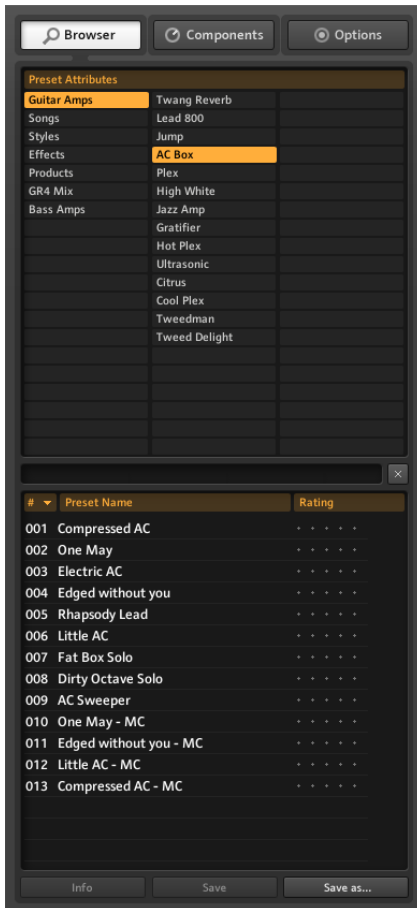 Browser Components Options
Preset Attributes
Guitar Amps Twang Reverb
Songs Lead 800
Styles Jump
Effects AC Box
Products Plex
GR4 Mix High White
Bass Amps Jazz Amp
Gratifier
Hot Plex
Ultrasonic
Citrus
Cool Plex
Tweedman
Tweed Delight
# Preset Name Rating
001 Compressed AC
002 One May
003 Electric AC
004 Edged without you
005 Rhapsody Lead
006 Little AC
007 Fat Box Solo
008 Dirty Octave Solo
009 AC Sweeper
010 One May - MC
011 Edged without you - MC
012 Little AC - MC
013 Compressed AC - MC
Info Save Save as...